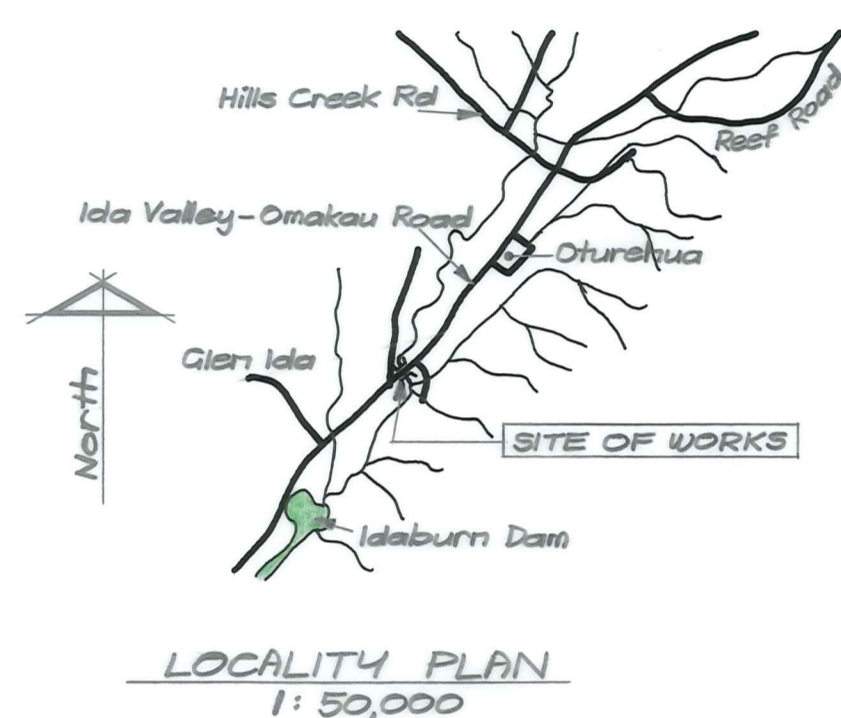 Hills Creek Rd
Reef Road
Ida Valley-Omakau Road
Oturehua
Glen Ida
North
SITE OF WORKS
Idaburn Dam
LOCALITY PLAN
1: 50,000